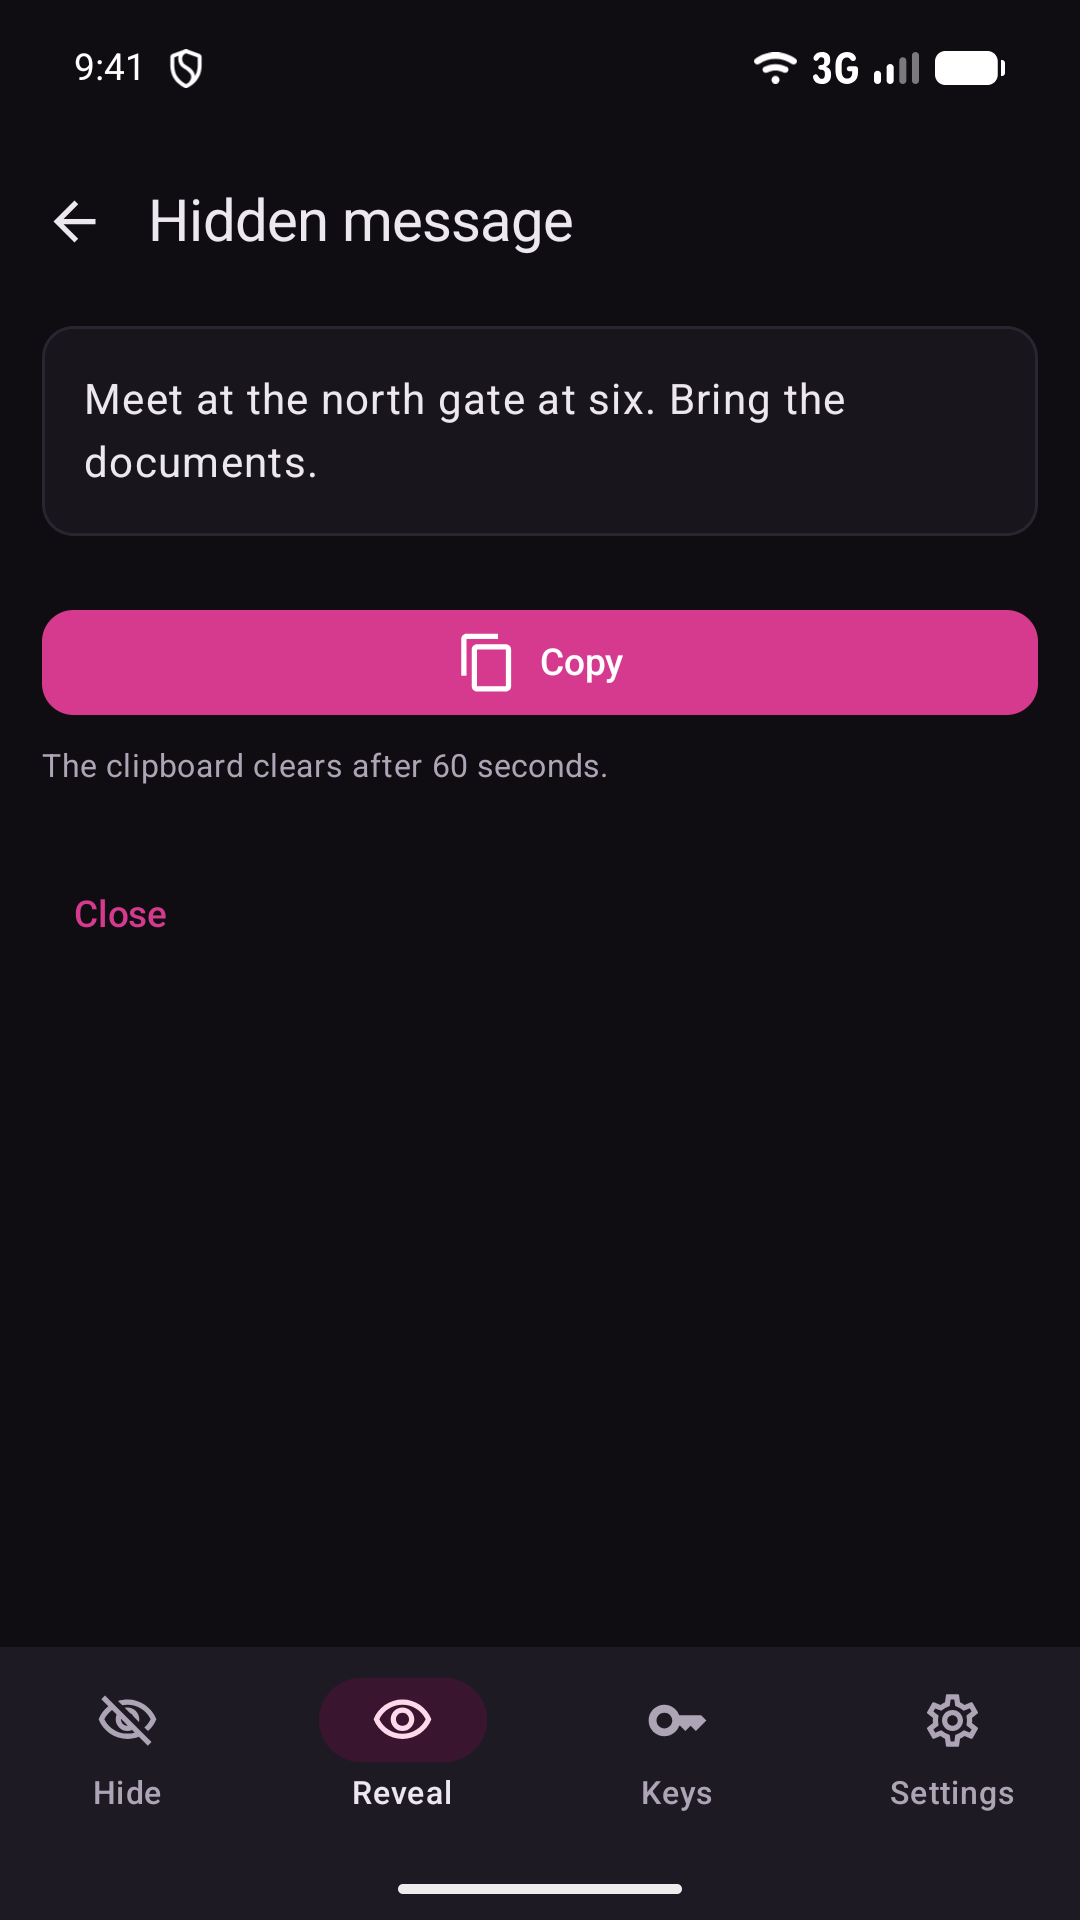 9:41
3G
Hidden message
Meet at the north gate at six. Bring the
documents.
Copy
The clipboard clears after 60 seconds.
Close
Hide
Reveal
Keys
Settings